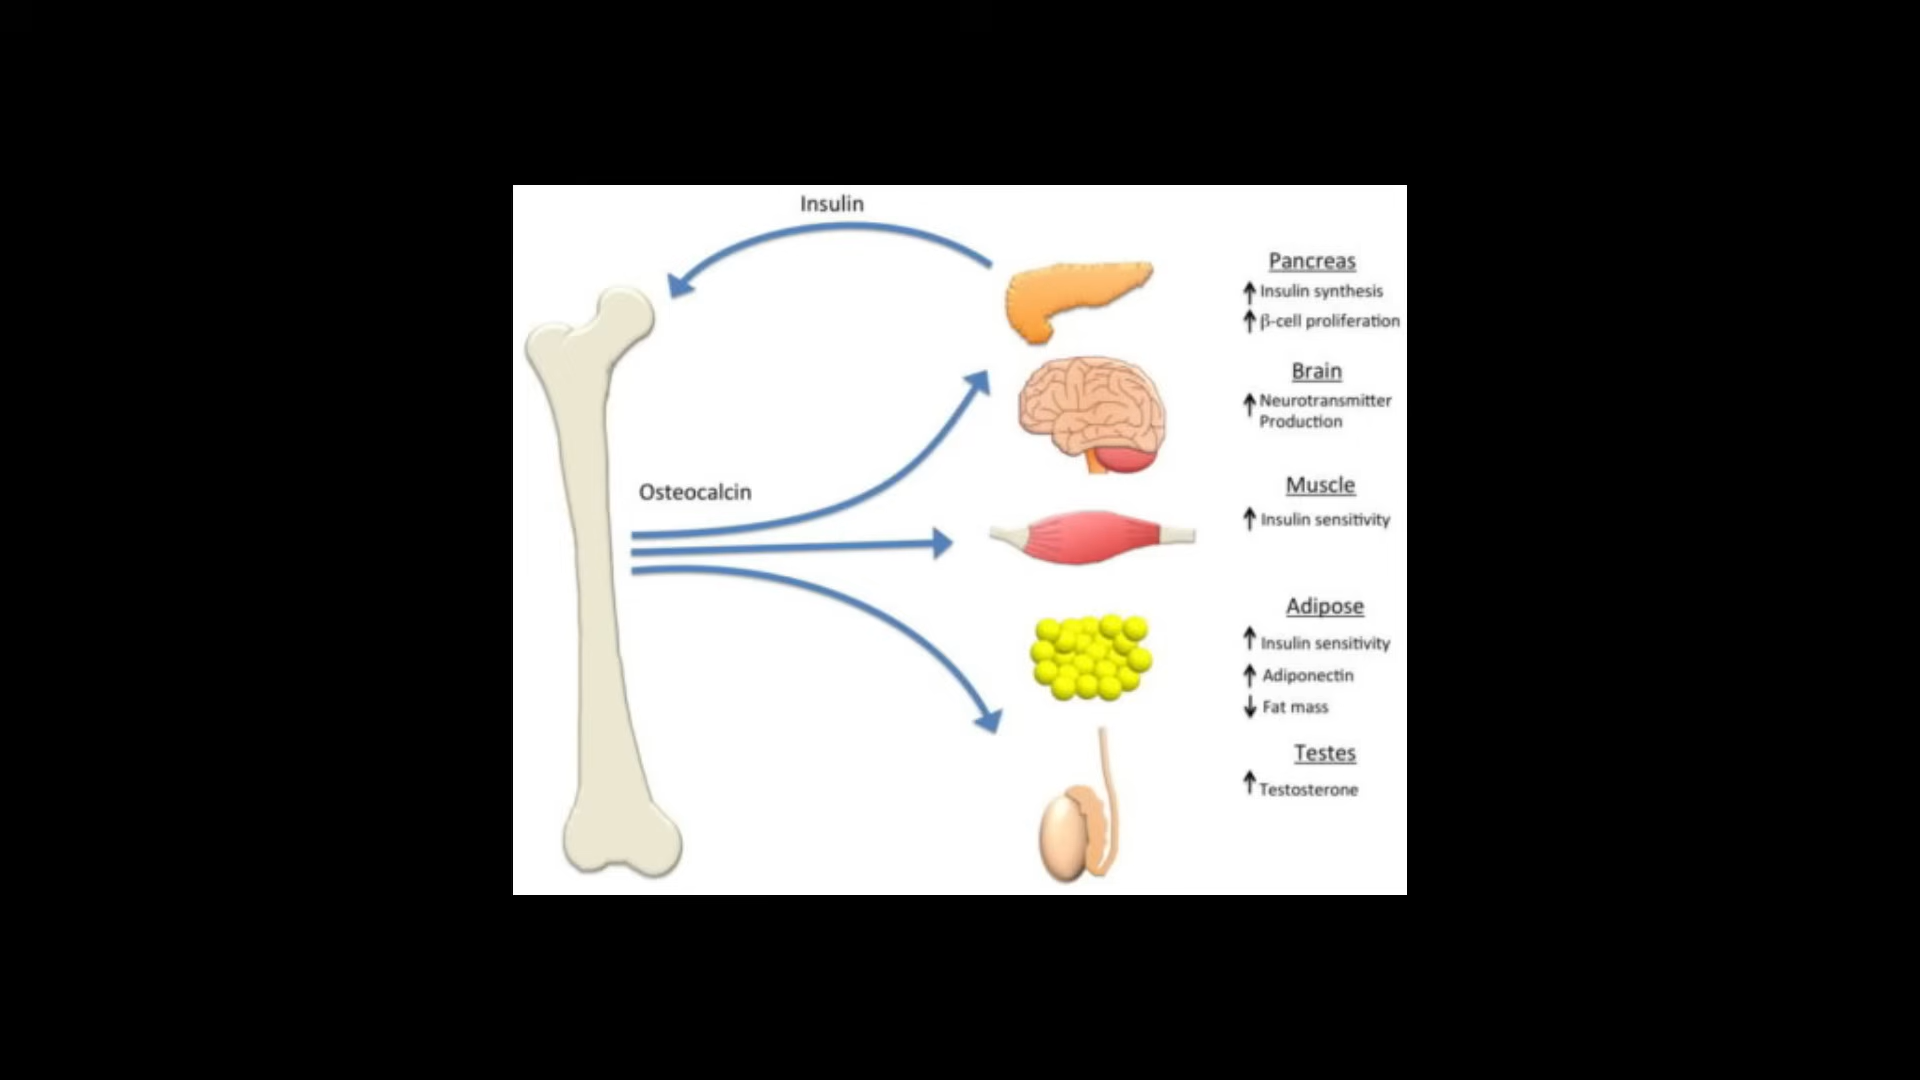 Insulin
Osteocalcin
Pancreas
Insulin synthesis
β-cell proliferation
Brain
Neurotransmitter
Production
Muscle
Insulin sensitivity
Adipose
Insulin sensitivity
Adiponectin
Fat mass
Testes
Testosterone